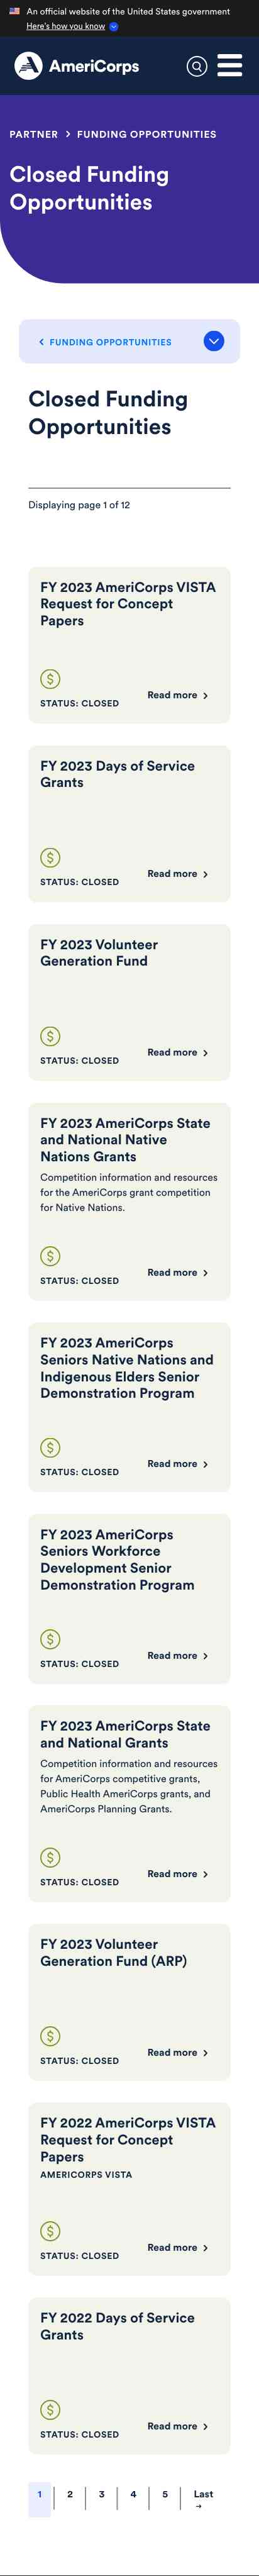 An official website of the United States government
Here's how you know
AmeriCorps
PARTNER > FUNDING OPPORTUNITIES
Closed Funding
Opportunities
< FUNDING OPPORTUNITIES
Closed Funding
Opportunities
Displaying page 1 of 12
FY 2023 AmeriCorps VISTA
Request for Concept
Papers
Read more >
STATUS: CLOSED
FY 2023 Days of Service
Grants
Read more >
STATUS: CLOSED
FY 2023 Volunteer
Generation Fund
Read more >
STATUS: CLOSED
FY 2023 AmeriCorps State
and National Native
Nations Grants
Competition information and resources
for the AmeriCorps grant competition
for Native Nations.
Read more >
STATUS: CLOSED
FY 2023 AmeriCorps
Seniors Native Nations and
Indigenous Elders Senior
Demonstration Program
Read more >
STATUS: CLOSED
FY 2023 AmeriCorps
Seniors Workforce
Development Senior
Demonstration Program
Read more >
STATUS: CLOSED
FY 2023 AmeriCorps State
and National Grants
Competition information and resources
for AmeriCorps competitive grants,
Public Health AmeriCorps grants, and
AmeriCorps Planning Grants.
Read more >
STATUS: CLOSED
FY 2023 Volunteer
Generation Fund (ARP)
Read more >
STATUS: CLOSED
FY 2022 AmeriCorps VISTA
Request for Concept
Papers
AMERICORPS VISTA
Read more >
STATUS: CLOSED
FY 2022 Days of Service
Grants
Read more >
STATUS: CLOSED
1 | 2 | 3 | 4 | 5 | Last
→